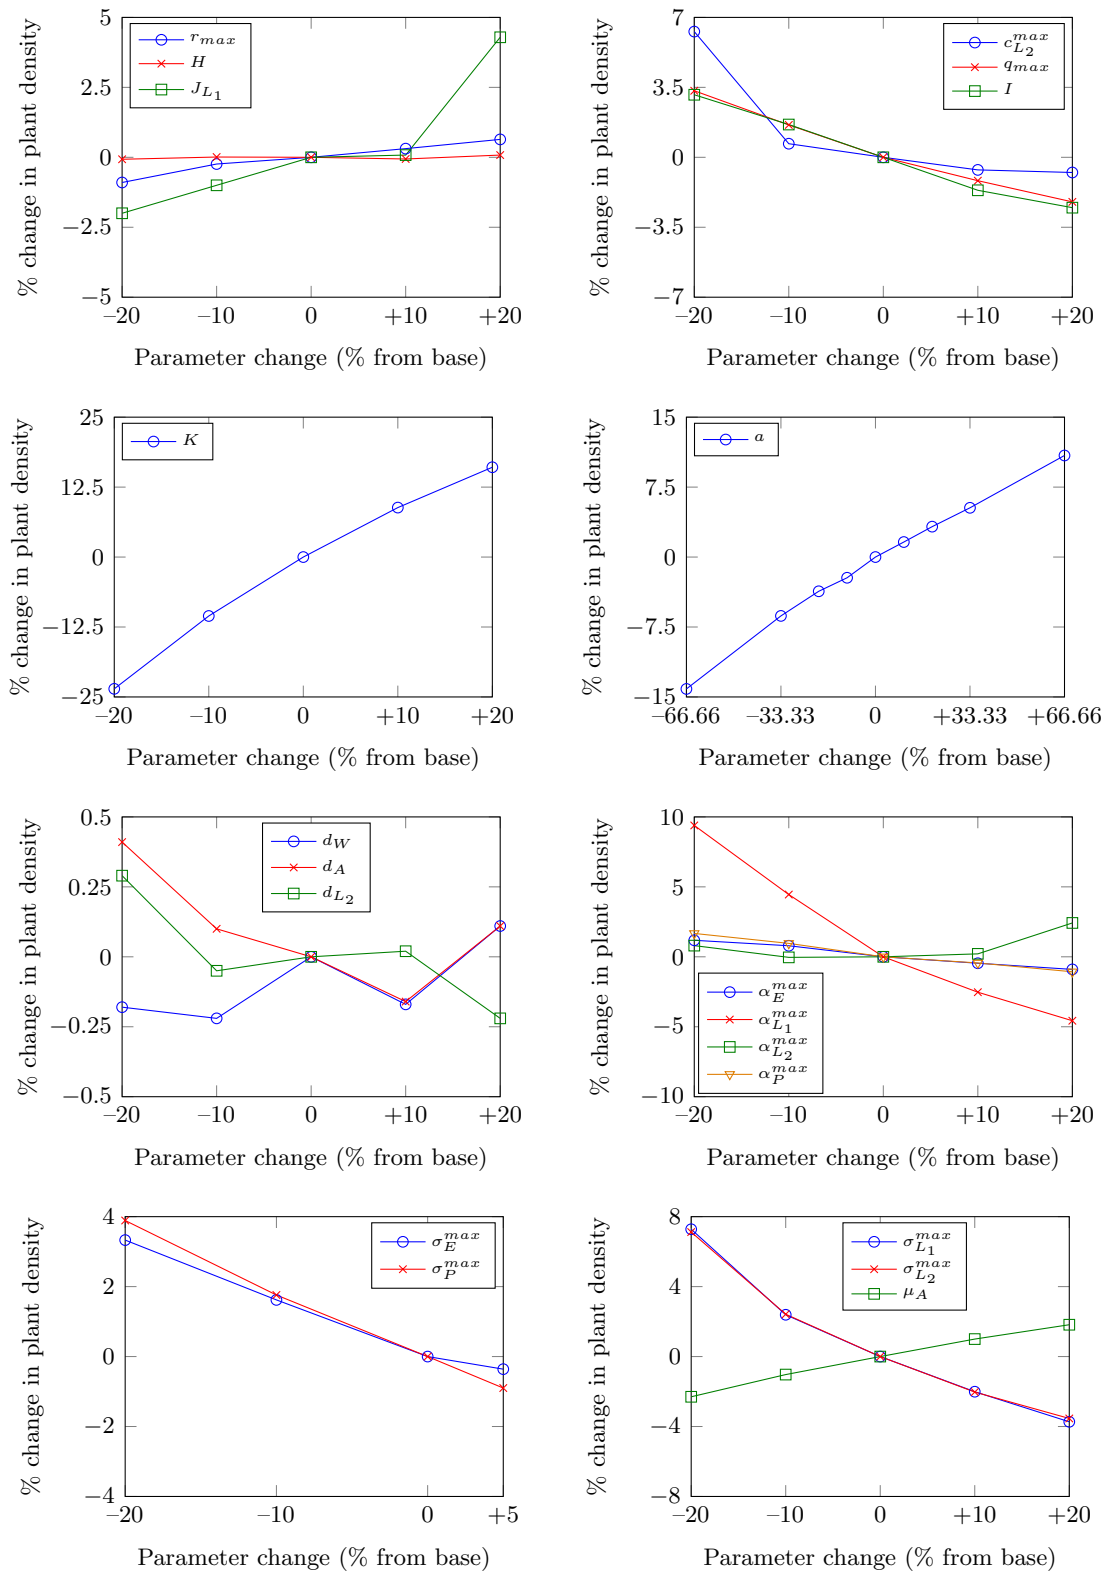 % change in plant density
5
2.5
0
−2.5
−5
r_max
H
J_L1
–20 –10 0 +10 +20
Parameter change (% from base)
% change in plant density
7
3.5
0
−3.5
−7
c_L2^max
q_max
I
–20 –10 0 +10 +20
Parameter change (% from base)
% change in plant density
25
12.5
0
−12.5
−25
K
–20 –10 0 +10 +20
Parameter change (% from base)
% change in plant density
15
7.5
0
−7.5
−15
a
–66.66 –33.33 0 +33.33 +66.66
Parameter change (% from base)
% change in plant density
0.5
0.25
0
−0.25
−0.5
d_W
d_A
d_L2
–20 –10 0 +10 +20
Parameter change (% from base)
% change in plant density
10
5
0
−5
−10
α_E^max
α_L1^max
α_L2^max
α_P^max
–20 –10 0 +10 +20
Parameter change (% from base)
% change in plant density
4
2
0
−2
−4
σ_E^max
σ_P^max
–20 –10 0 +5
Parameter change (% from base)
% change in plant density
8
4
0
−4
−8
σ_L1^max
σ_L2^max
μ_A
–20 –10 0 +10 +20
Parameter change (% from base)